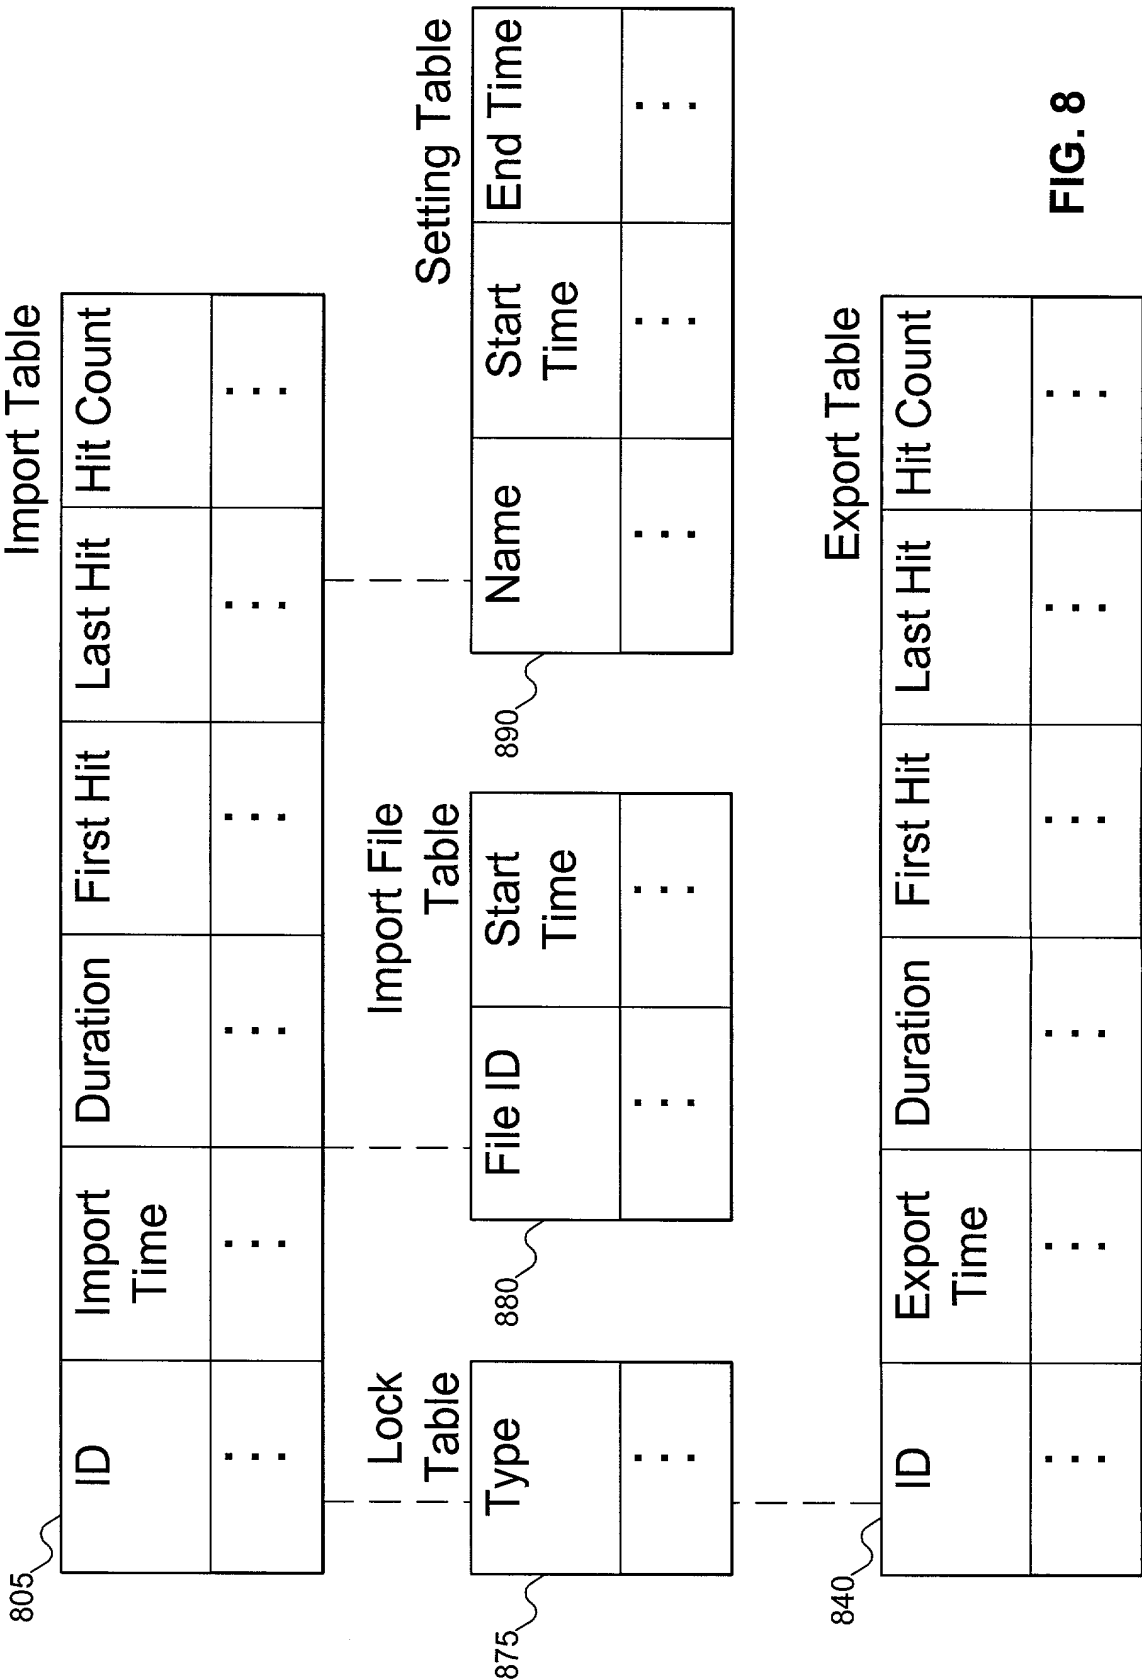 Import Table
805
ID
Import
Time
Duration
First Hit
Last Hit
Hit Count
...
...
...
...
...
...
Lock
Table
875
Type
...
Import File
Table
880
File ID
Start
Time
...
...
Setting Table
890
Name
Start
Time
End Time
...
...
...
Export Table
840
ID
Export
Time
Duration
First Hit
Last Hit
Hit Count
...
...
...
...
...
...
FIG. 8